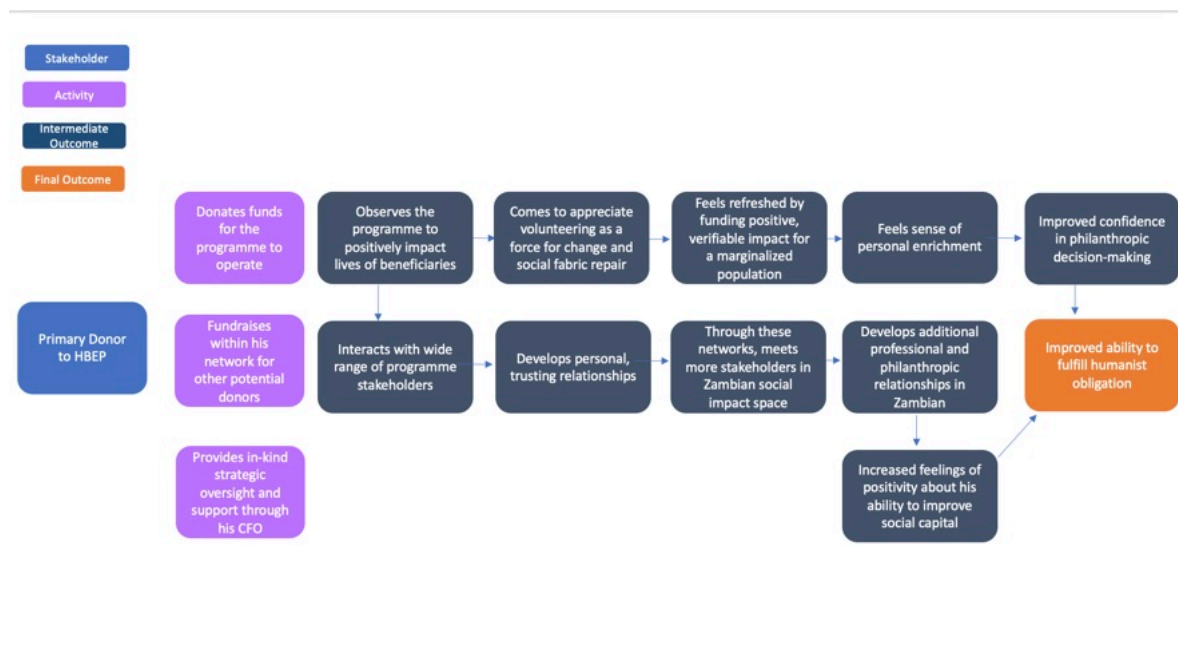 Stakeholder
Activity
Intermediate
Outcome
Final Outcome
Donates funds
for the
programme to
operate
Observes the
programme to
positively impact
lives of beneficiaries
Comes to appreciate
volunteering as a
force for change and
social fabric repair
Feels refreshed by
funding positive,
verifiable impact for
a marginalized
population
Feels sense of
personal enrichment
Improved confidence
in philanthropic
decision-making
Primary Donor
to HBEP
Fundraises
within his
network for
other potential
donors
Interacts with wide
range of programme
stakeholders
Develops personal,
trusting relationships
Through these
networks, meets
more stakeholders in
Zambian social
impact space
Develops additional
professional and
philanthropic
relationships in
Zambian
Improved ability to
fulfill humanist
obligation
Provides in-kind
strategic
oversight and
support through
his CFO
Increased feelings of
positivity about his
ability to improve
social capital